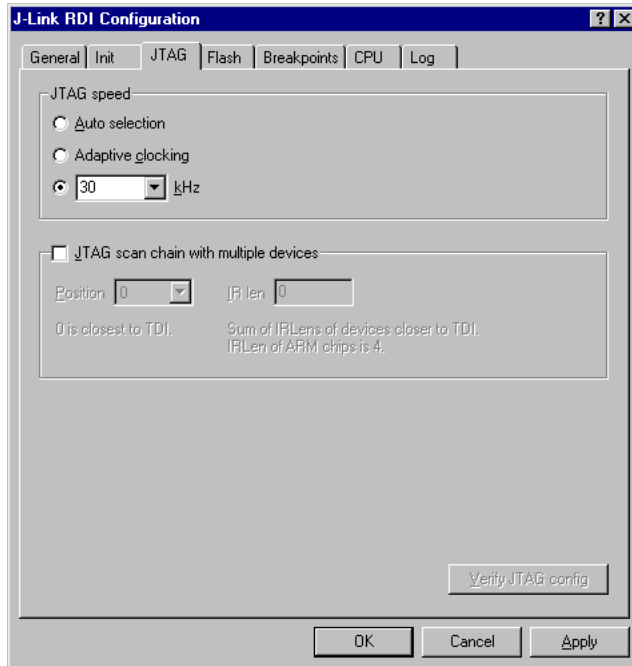 J-Link RDI Configuration
General Init JTAG Flash Breakpoints CPU Log
JTAG speed
Auto selection
Adaptive clocking
30 kHz
JTAG scan chain with multiple devices
Position 0 IR len 0
0 is closest to TDI. Sum of IRLens of devices closer to TDI.
IRLen of ARM chips is 4.
Verify JTAG config
OK Cancel Apply